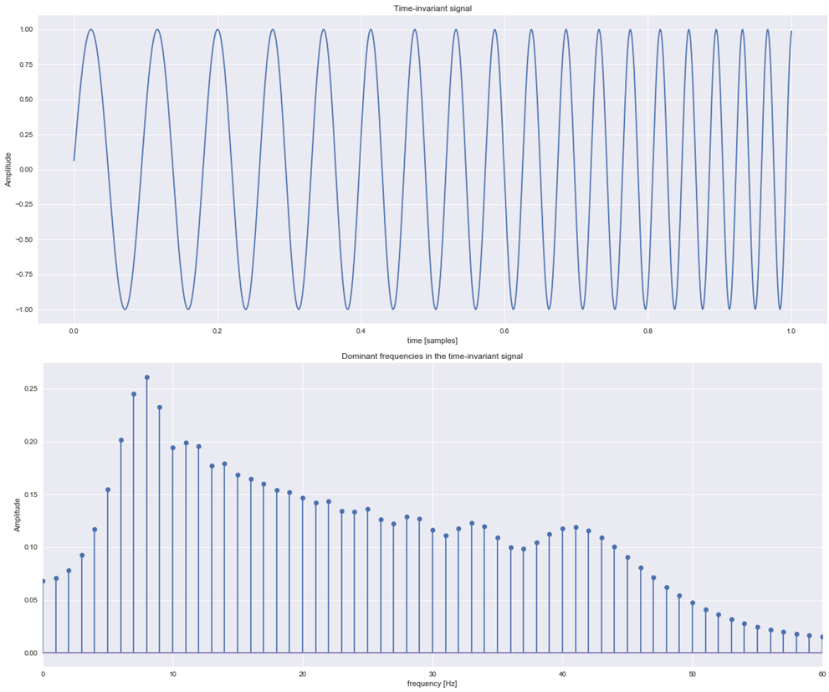 Time-invariant signal
1.00
0.75
0.50
0.25
0.00
−0.25
−0.50
−0.75
−1.00
Amplitude
0.0 0.2 0.4 0.6 0.8 1.0
time [samples]
Dominant frequencies in the time-invariant signal
0.25
0.20
0.15
0.10
0.05
0.00
Amplitude
0 10 20 30 40 50 60
frequency [Hz]